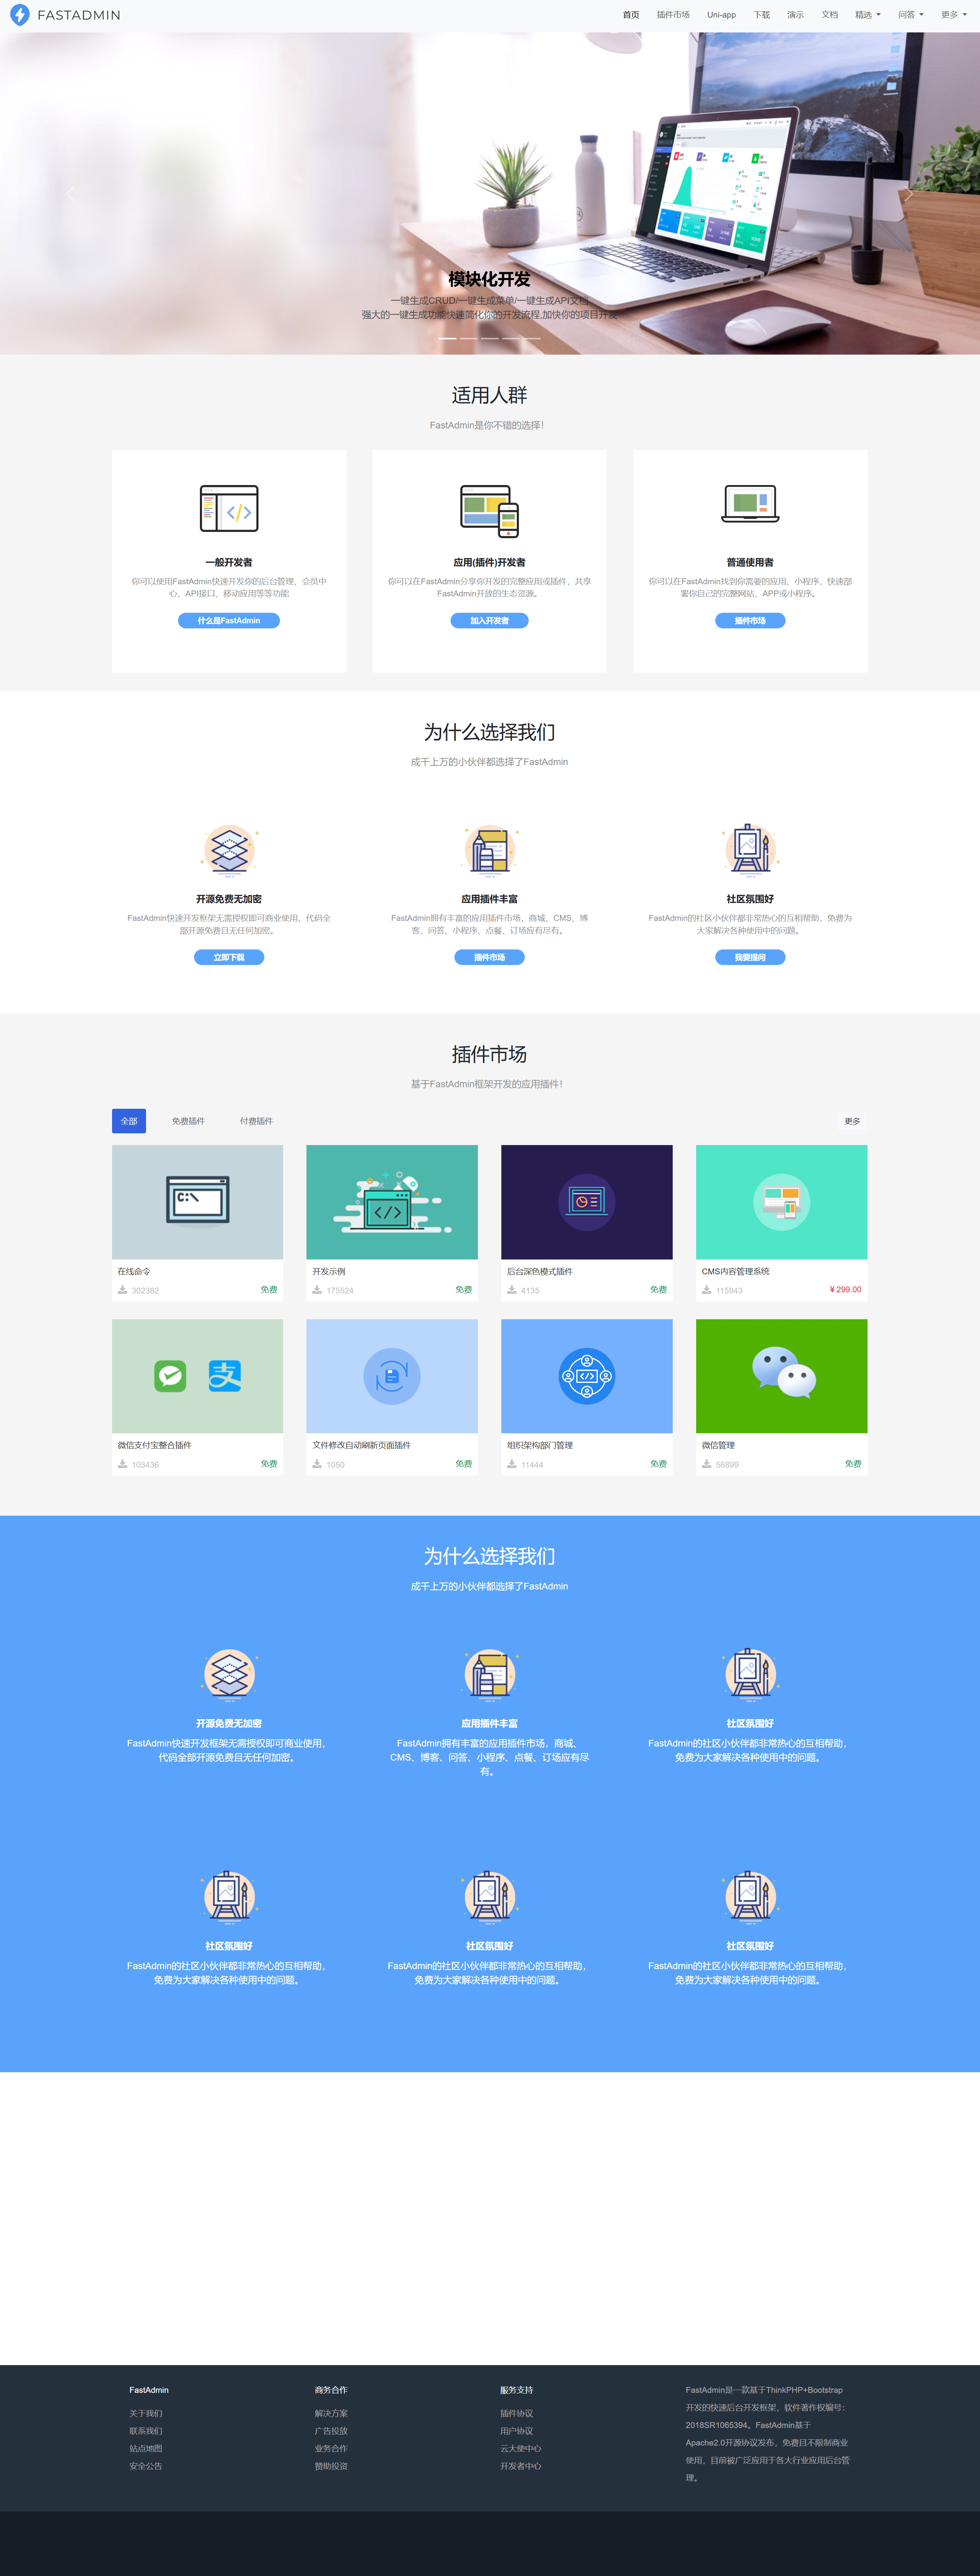 FASTADMIN
首页 插件市场 Uni-app 下载 演示 文档 精选 问答 更多
模块化开发
一键生成CRUD/一键生成菜单/一键生成API文档
强大的一键生成功能快速简化你的开发流程,加快你的项目开发
适用人群
FastAdmin是你不错的选择！
一般开发者
你可以使用FastAdmin快速开发你的后台管理、会员中
心、API接口、移动应用等等功能
什么是FastAdmin
应用(插件)开发者
你可以在FastAdmin分享你开发的完整应用或插件，共享
FastAdmin开放的生态资源。
加入开发者
普通使用者
你可以在FastAdmin找到你需要的应用、小程序，快速部
署你自己的完整网站、APP或小程序。
插件市场
为什么选择我们
成千上万的小伙伴都选择了FastAdmin
开源免费无加密
FastAdmin快速开发框架无需授权即可商业使用，代码全
部开源免费且无任何加密。
立即下载
应用插件丰富
FastAdmin拥有丰富的应用插件市场，商城、CMS、博
客、问答、小程序、点餐、订场应有尽有。
插件市场
社区氛围好
FastAdmin的社区小伙伴都非常热心的互相帮助，免费为
大家解决各种使用中的问题。
我要提问
插件市场
基于FastAdmin框架开发的应用插件！
全部 免费插件 付费插件 更多
C:\
在线命令
302382 免费
开发示例
175524 免费
后台深色模式插件
4135 免费
CMS内容管理系统
115943 ¥299.00
微信支付宝整合插件
103436 免费
文件修改自动刷新页面插件
1050 免费
组织架构部门管理
11444 免费
微信管理
56899 免费
为什么选择我们
成千上万的小伙伴都选择了FastAdmin
开源免费无加密
FastAdmin快速开发框架无需授权即可商业使用，
代码全部开源免费且无任何加密。
应用插件丰富
FastAdmin拥有丰富的应用插件市场，商城、
CMS、博客、问答、小程序、点餐、订场应有尽
有。
社区氛围好
FastAdmin的社区小伙伴都非常热心的互相帮助，
免费为大家解决各种使用中的问题。
社区氛围好
FastAdmin的社区小伙伴都非常热心的互相帮助，
免费为大家解决各种使用中的问题。
社区氛围好
FastAdmin的社区小伙伴都非常热心的互相帮助，
免费为大家解决各种使用中的问题。
社区氛围好
FastAdmin的社区小伙伴都非常热心的互相帮助，
免费为大家解决各种使用中的问题。
FastAdmin
关于我们
联系我们
站点地图
安全公告
商务合作
解决方案
广告投放
业务合作
赞助投资
服务支持
插件协议
用户协议
云大使中心
开发者中心
FastAdmin是一款基于ThinkPHP+Bootstrap
开发的快速后台开发框架，软件著作权编号：
2018SR1065394。FastAdmin基于
Apache2.0开源协议发布，免费且不限制商业
使用，目前被广泛应用于各大行业应用后台管
理。